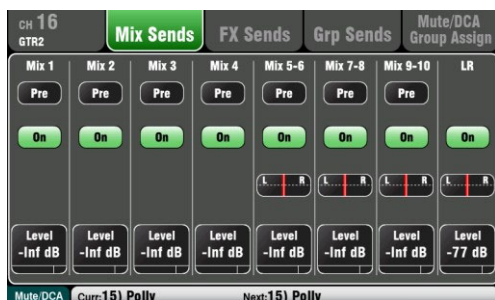 CH 16
GTR2
Mix Sends
FX Sends
Grp Sends
Mute/DCA
Group Assign
Mix 1 Mix 2 Mix 3 Mix 4 Mix 5-6 Mix 7-8 Mix 9-10 LR
Pre Pre Pre Pre Pre Pre Pre
On On On On On On On On
L R L R L R L R
Level Level Level Level Level Level Level Level
-Inf dB -Inf dB -Inf dB -Inf dB -Inf dB -Inf dB -Inf dB -77 dB
Mute/DCA Curr:15) Polly Next:15) Polly